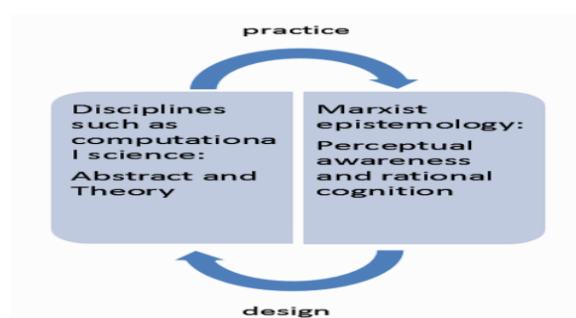 practice
Disciplines
such as
computationa
l science:
Abstract and
Theory
Marxist
epistemology:
Perceptual
awareness
and rational
cognition
design